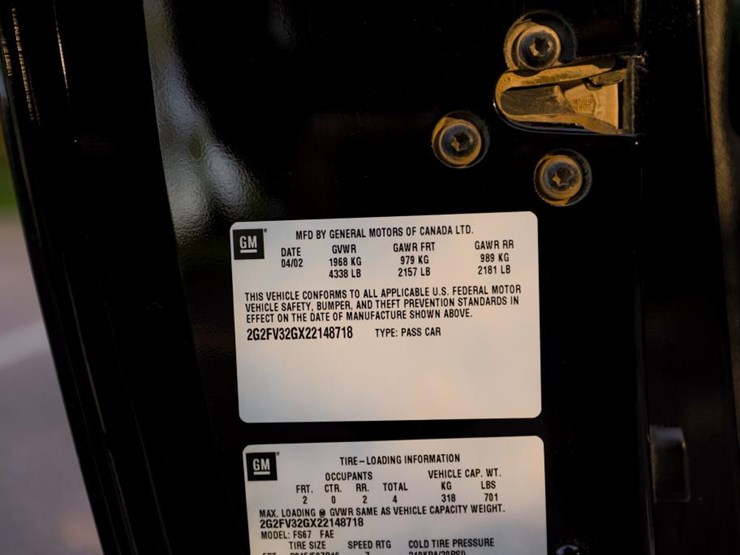 GM
MFD BY GENERAL MOTORS OF CANADA LTD.
DATE GVWR GAWR FRT GAWR RR
04/02 1968 KG 979 KG 989 KG
4338 LB 2157 LB 2181 LB
THIS VEHICLE CONFORMS TO ALL APPLICABLE U.S. FEDERAL MOTOR
VEHICLE SAFETY, BUMPER, AND THEFT PREVENTION STANDARDS IN
EFFECT ON THE DATE OF MANUFACTURE SHOWN ABOVE.
2G2FV32GX22148718 TYPE: PASS CAR
GM
TIRE-LOADING INFORMATION
OCCUPANTS VEHICLE CAP. WT.
FRT. CTR. RR. TOTAL KG LBS
2 0 2 4 318 701
MAX. LOADING @ GVWR SAME AS VEHICLE CAPACITY WEIGHT.
2G2FV32GX22148718
MODEL: FS67 FAE
TIRE SIZE SPEED RTG COLD TIRE PRESSURE